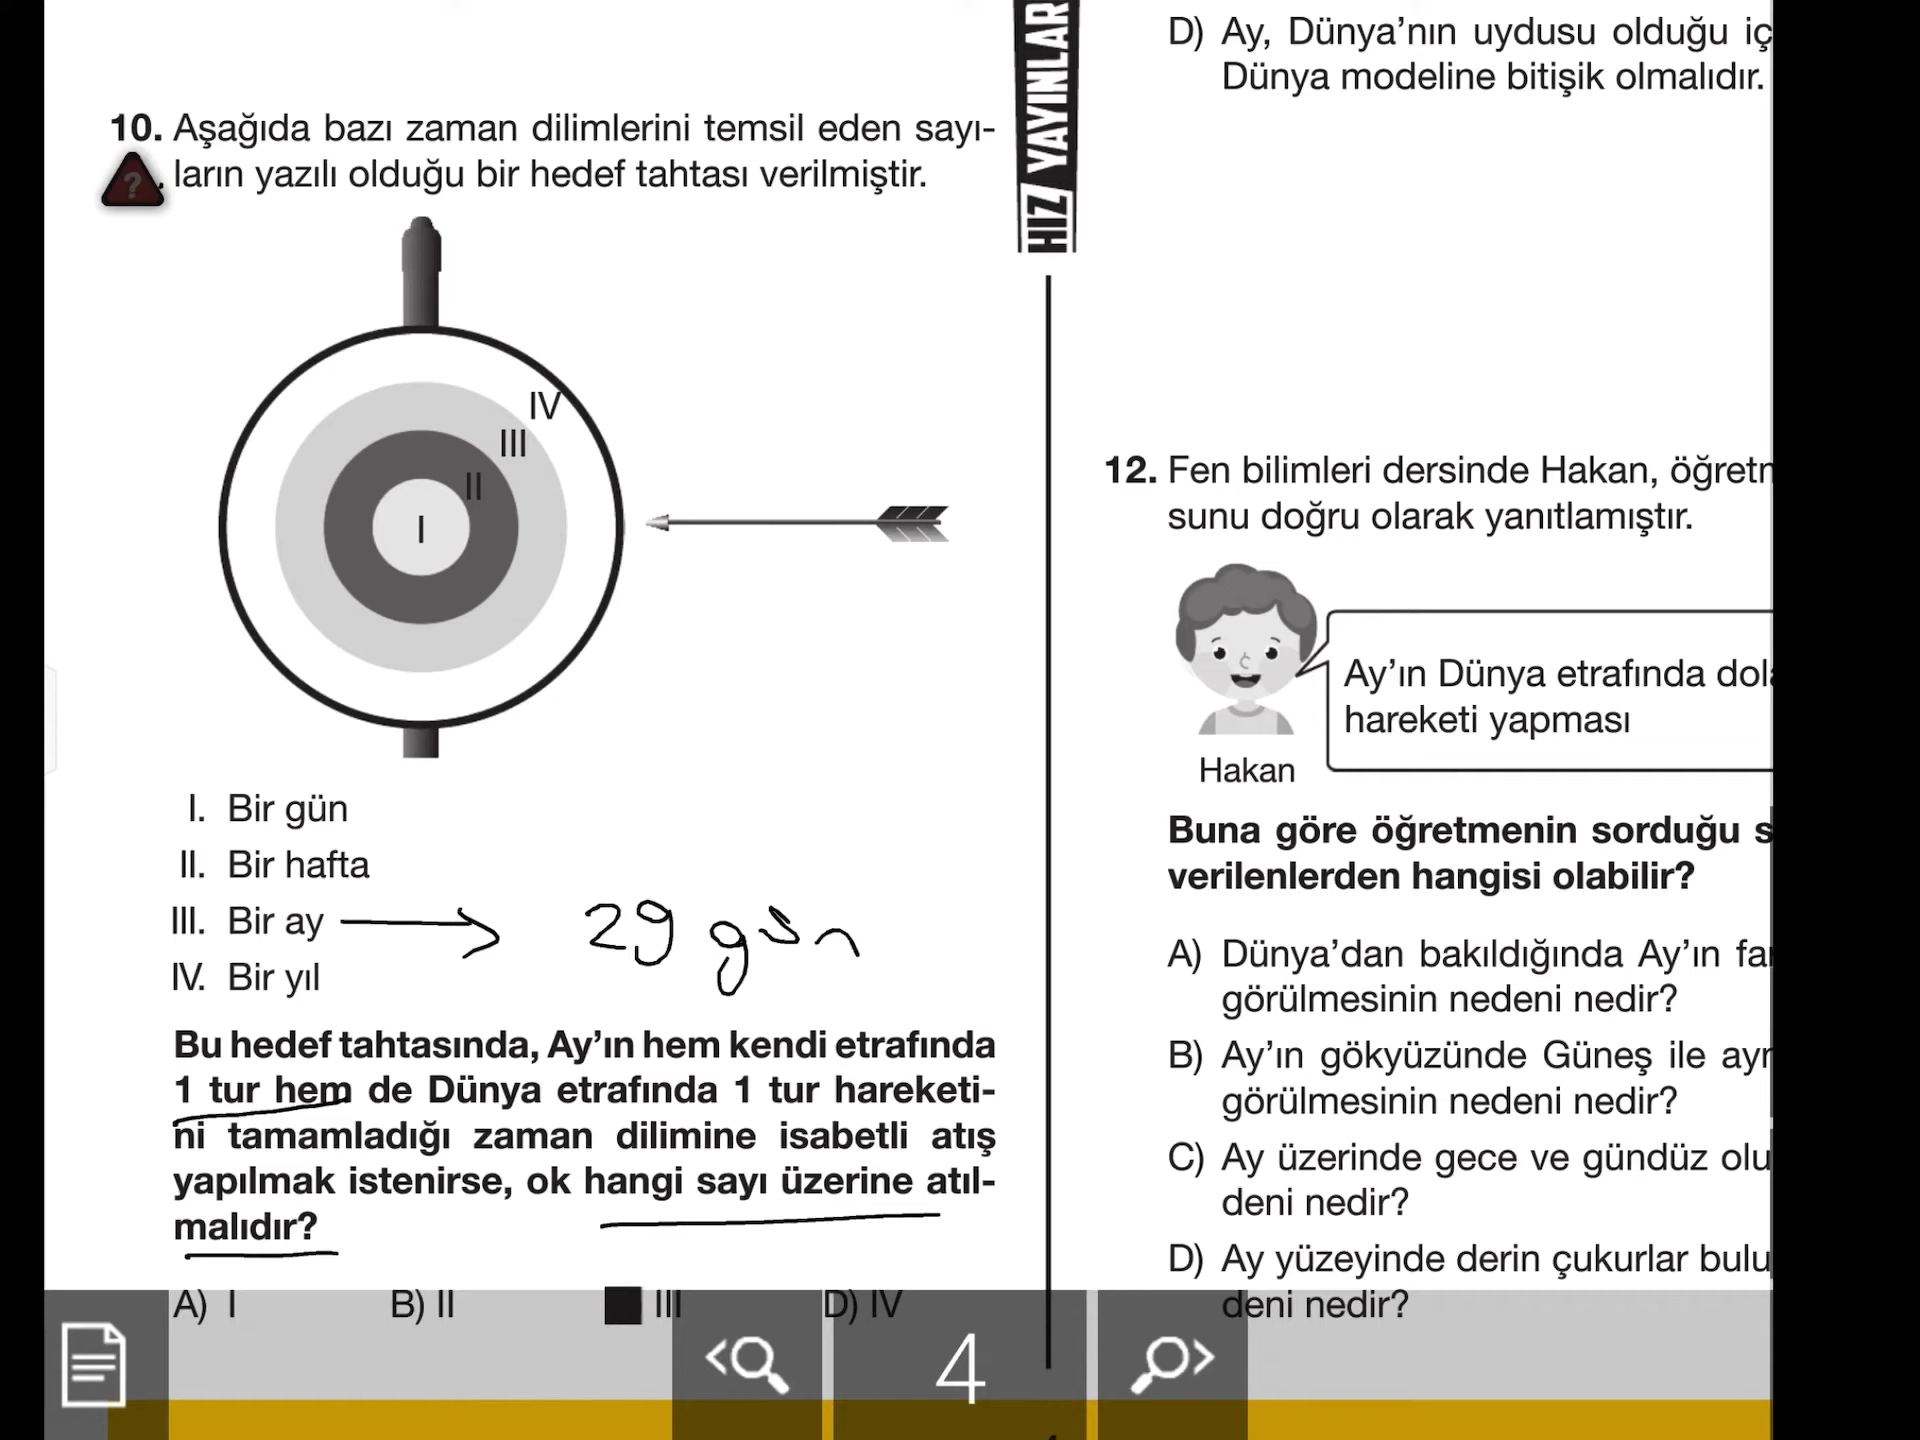 10. Aşağıda bazı zaman dilimlerini temsil eden sayı-
ların yazılı olduğu bir hedef tahtası verilmiştir.
?
IV
III
II
I
I. Bir gün
II. Bir hafta
III. Bir ay
29 gün
IV. Bir yıl
Bu hedef tahtasında, Ay'ın hem kendi etrafında
1 tur hem de Dünya etrafında 1 tur hareketi-
ni tamamladığı zaman dilimine isabetli atış
yapılmak istenirse, ok hangi sayı üzerine atıl-
malıdır?
A) I
B) II
III
D) IV
HIZ YAYINLAR
D) Ay, Dünya'nın uydusu olduğu iç
Dünya modeline bitişik olmalıdır.
12. Fen bilimleri dersinde Hakan, öğretm
sunu doğru olarak yanıtlamıştır.
Ay'ın Dünya etrafında dola
hareketi yapması
Hakan
Buna göre öğretmenin sorduğu s
verilenlerden hangisi olabilir?
A) Dünya'dan bakıldığında Ay'ın far
görülmesinin nedeni nedir?
B) Ay'ın gökyüzünde Güneş ile ayn
görülmesinin nedeni nedir?
C) Ay üzerinde gece ve gündüz olu
deni nedir?
D) Ay yüzeyinde derin çukurlar bulu
deni nedir?
4